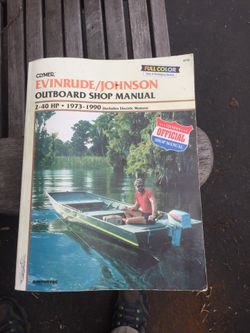 FULL COLOR
CLYMER
EVINRUDE/JOHNSON
OUTBOARD SHOP MANUAL
2-40 HP • 1973-1990 (Includes Electric Motors)
OFFICIAL
SHOP MANUAL